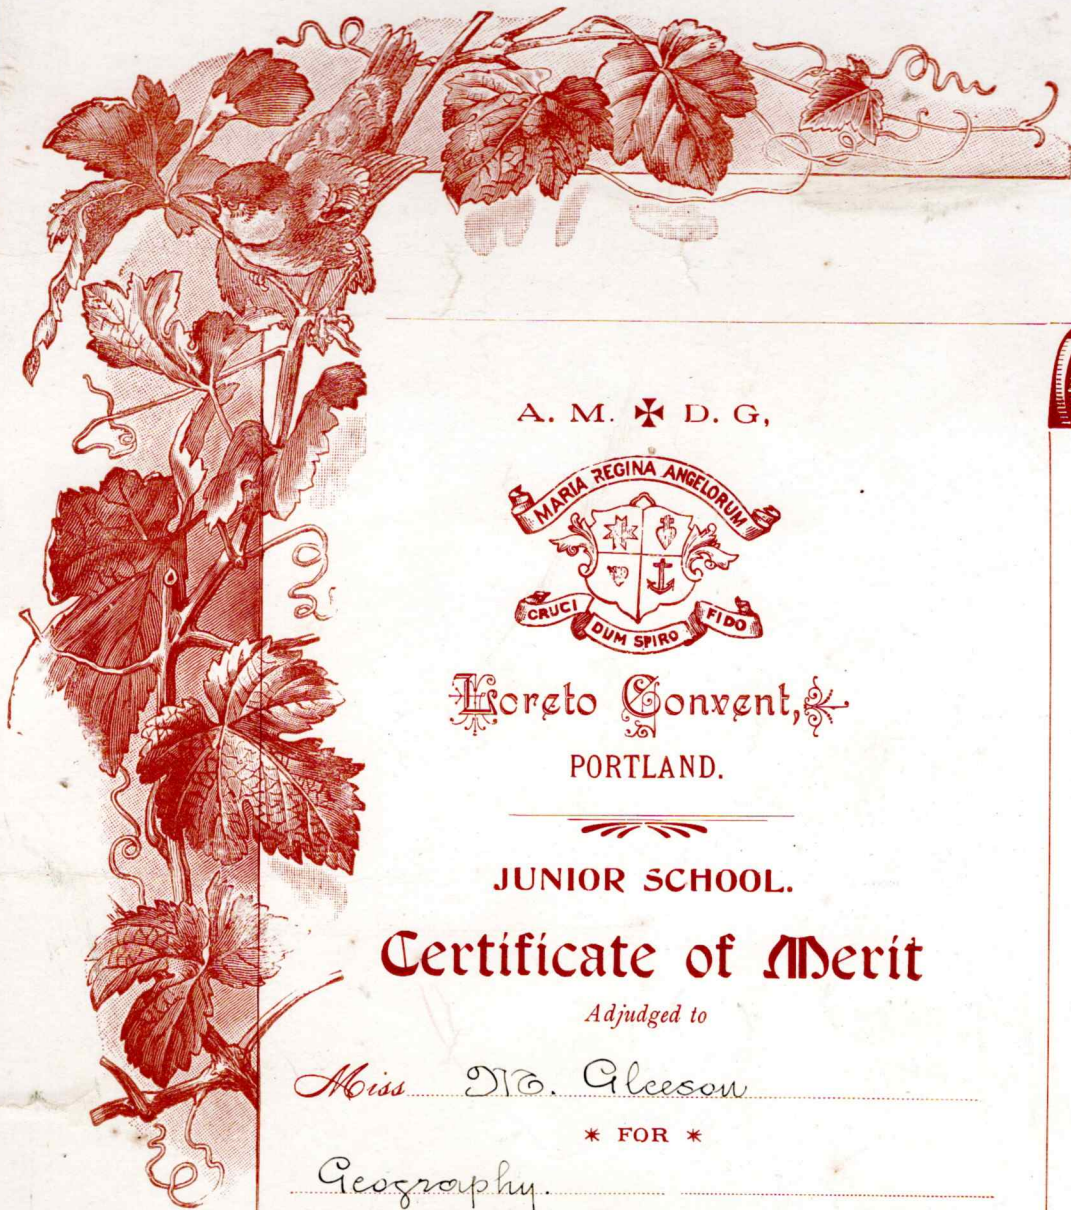 A. M. ✠ D. G,
MARIA REGINA ANGELORUM
CRUCI DUM SPIRO FIDO
Loreto Convent,
PORTLAND.
JUNIOR SCHOOL.
Certificate of Merit
Adjudged to
Miss M. Gleeson
* FOR *
Geography.